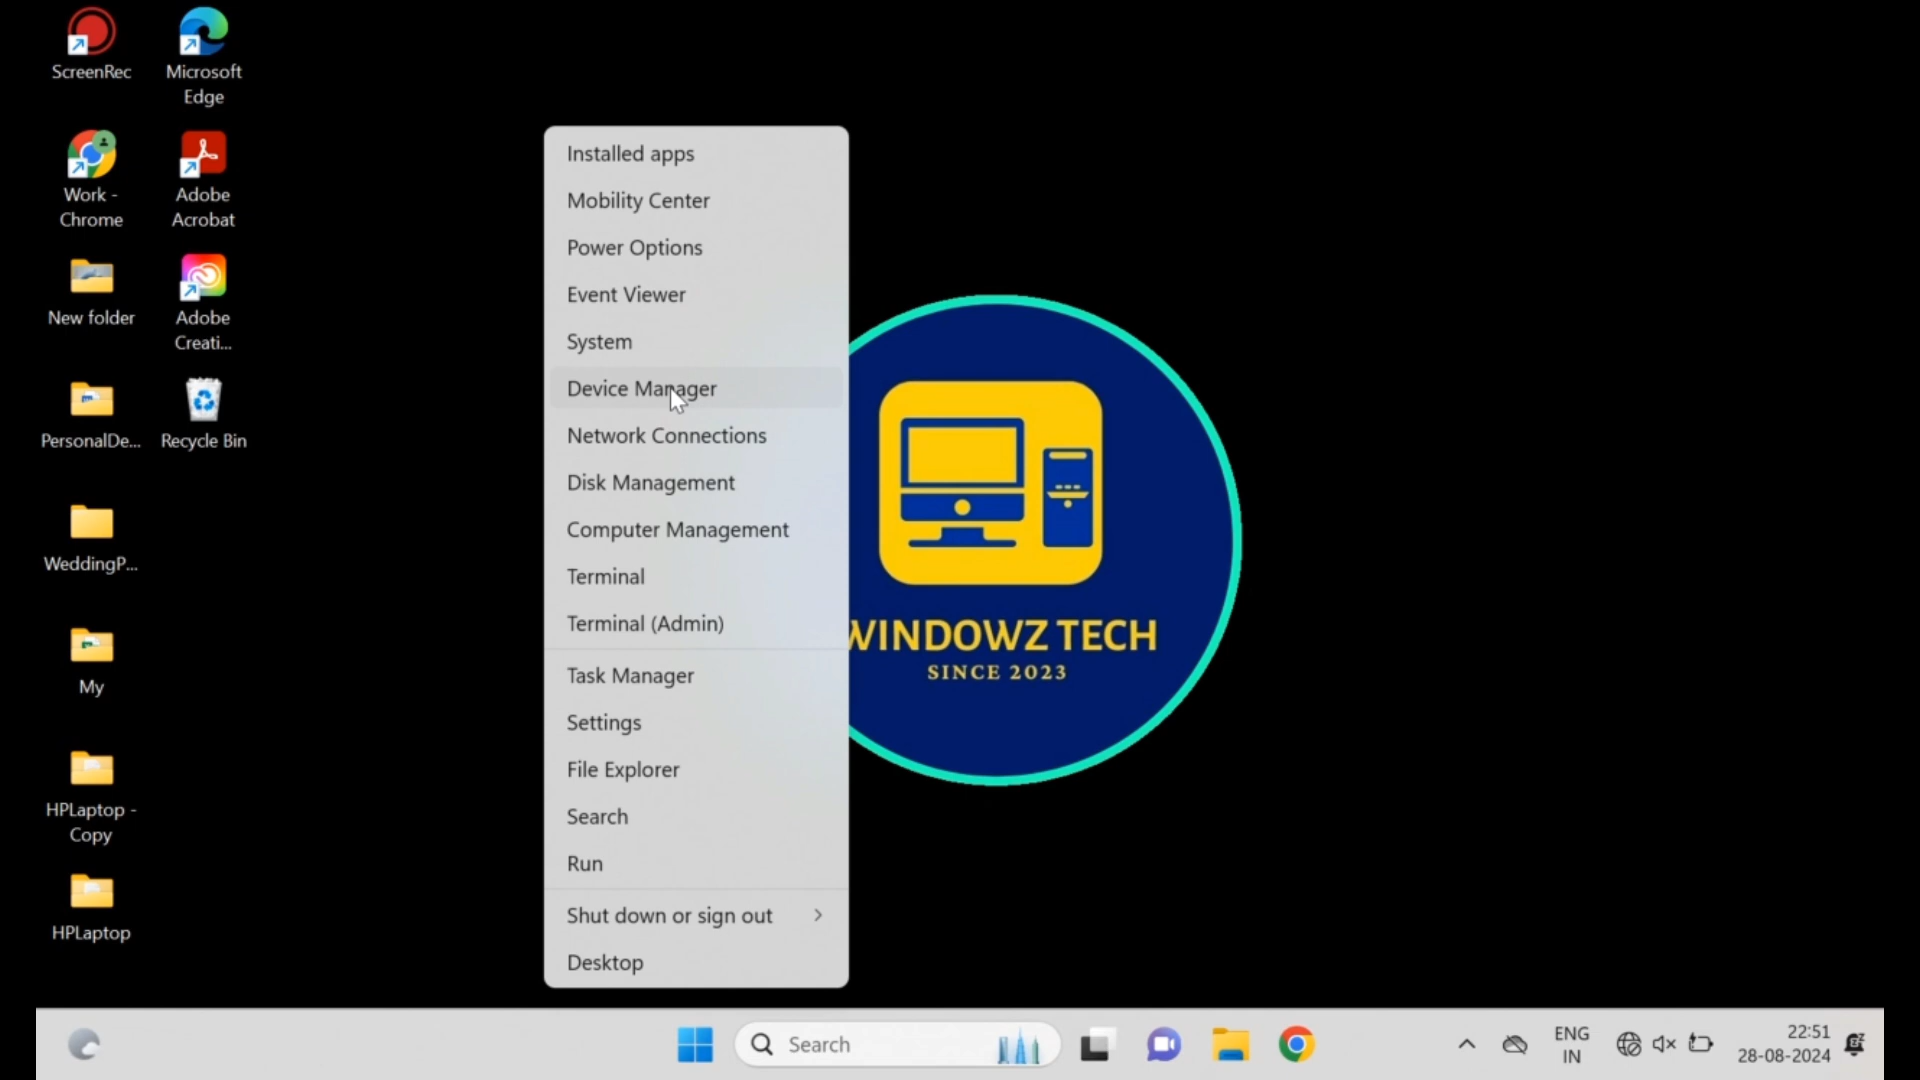 ScreenRec
Microsoft
Edge
Work -
Chrome
Adobe
Acrobat
New folder
Adobe
Creati...
PersonalDe...
Recycle Bin
WeddingP...
My
HPLaptop -
Copy
HPLaptop
Installed apps
Mobility Center
Power Options
Event Viewer
System
Device Manager
Network Connections
Disk Management
Computer Management
Terminal
Terminal (Admin)
Task Manager
Settings
File Explorer
Search
Run
Shut down or sign out
Desktop
WINDOWZ TECH
SINCE 2023
Search
ENG
IN
22:51
28-08-2024